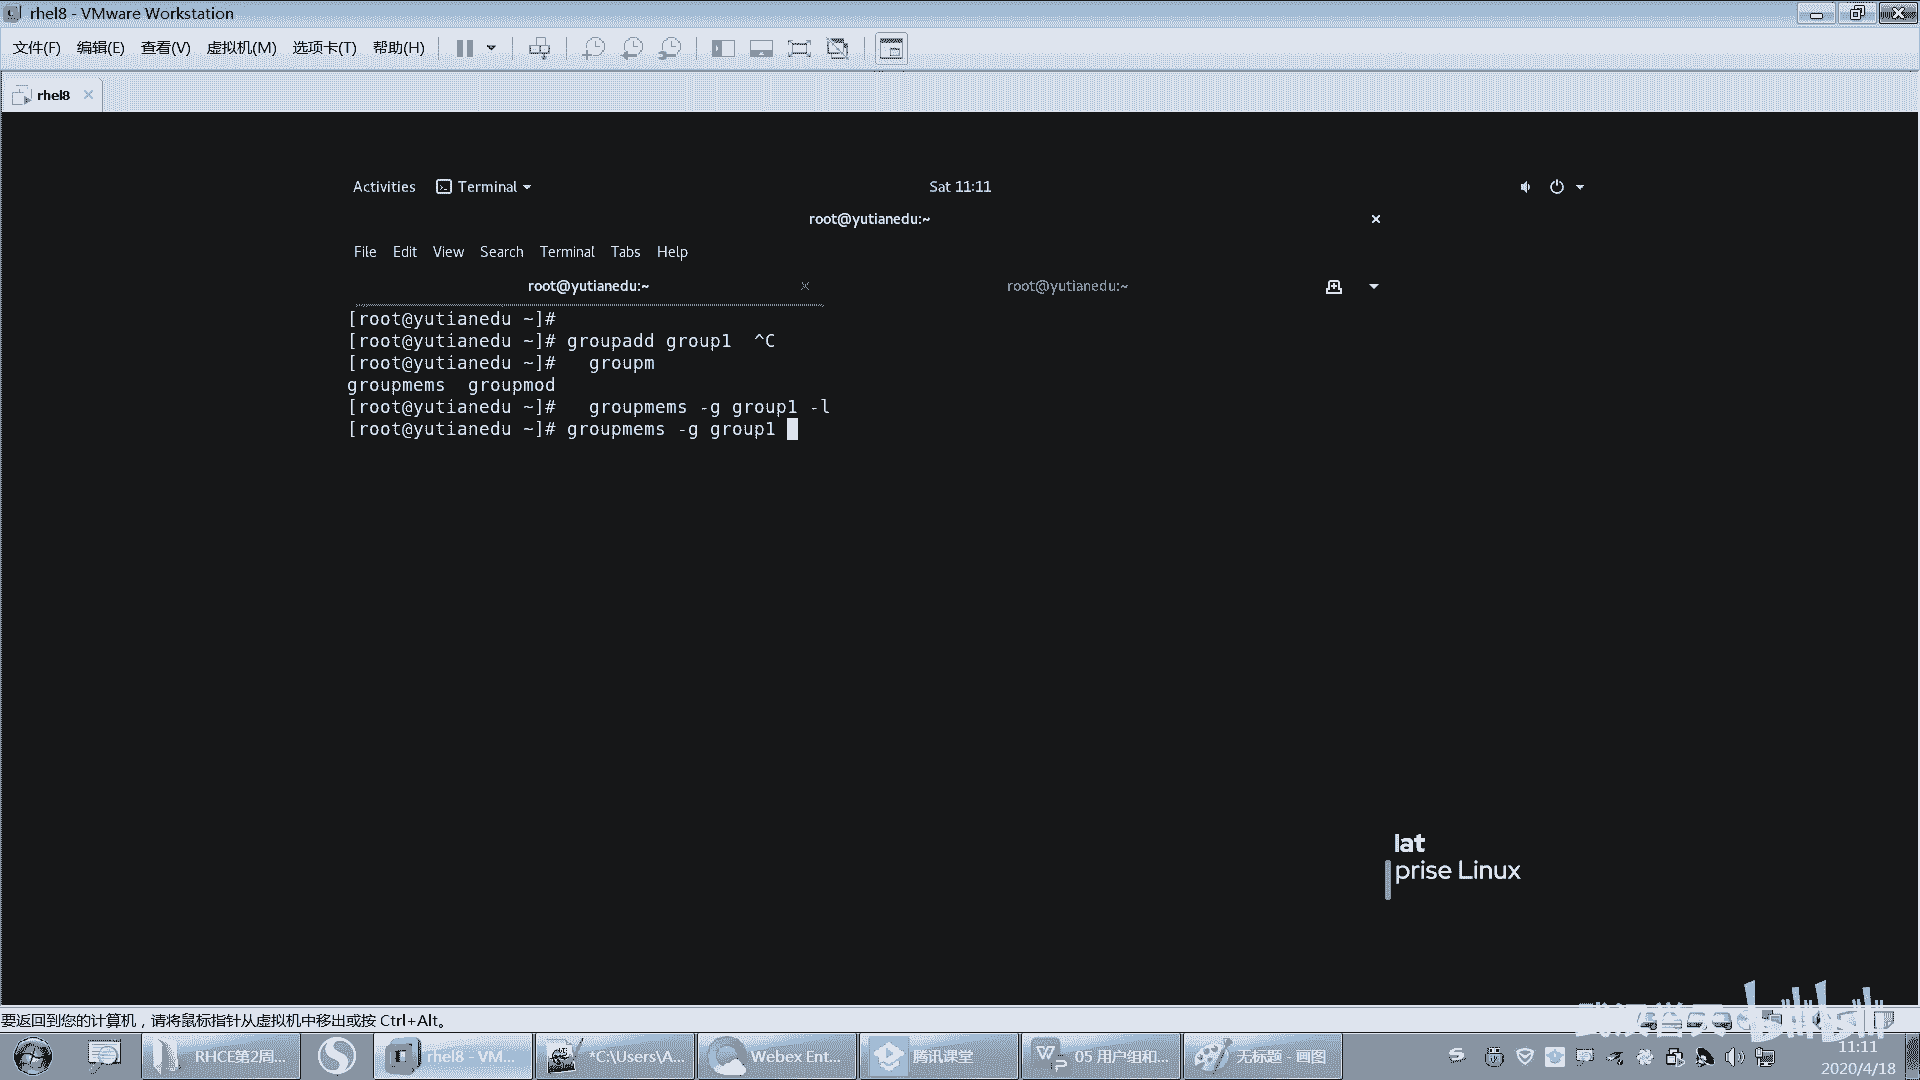 rhel8 - VMware Workstation
文件(F) 编辑(E) 查看(V) 虚拟机(M) 选项卡(T) 帮助(H)
rhel8
Activities Terminal Sat 11:11
root@yutianedu:~
File Edit View Search Terminal Tabs Help
root@yutianedu:~ root@yutianedu:~
[root@yutianedu ~]#
[root@yutianedu ~]# groupadd group1  ^C
[root@yutianedu ~]#   groupm
groupmems  groupmod
[root@yutianedu ~]#   groupmems -g group1 -l
[root@yutianedu ~]# groupmems -g group1
lat
prise Linux
要返回到您的计算机，请将鼠标指针从虚拟机中移出或按 Ctrl+Alt。
bilibili
RHCE第2周... rhel8 - VM... *C:\Users\A... Webex Ent... 腾讯课堂 05 用户组和... 无标题 - 画图
11:11
2020/4/18